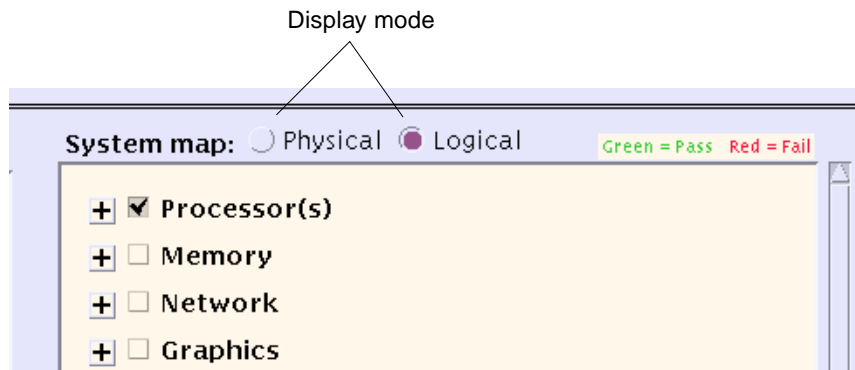 Display mode
System map: Physical Logical Green = Pass Red = Fail
Processor(s)
Memory
Network
Graphics